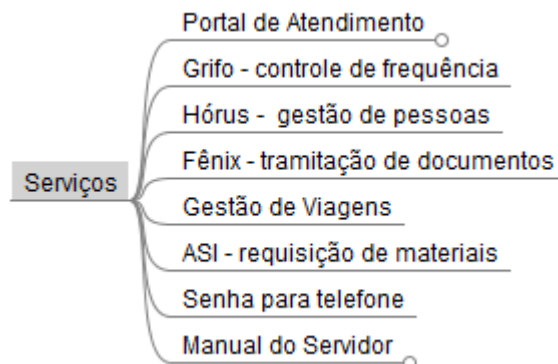 Portal de Atendimento
Grifo - controle de frequência
Hórus -  gestão de pessoas
Fênix - tramitação de documentos
Serviços
Gestão de Viagens
ASI - requisição de materiais
Senha para telefone
Manual do Servidor